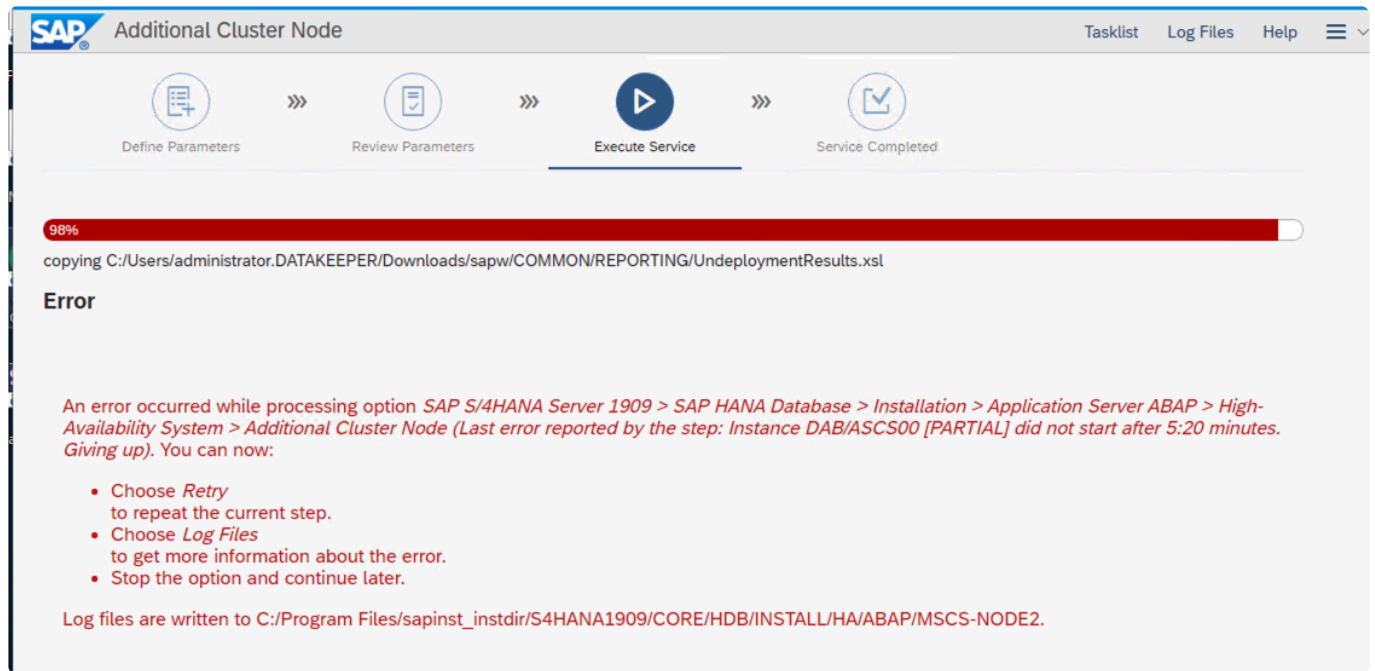 SAP Additional Cluster Node Tasklist Log Files Help
Define Parameters Review Parameters Execute Service Service Completed
98%
copying C:/Users/administrator.DATAKEEPER/Downloads/sapw/COMMON/REPORTING/UndeploymentResults.xsl
Error
An error occurred while processing option SAP S/4HANA Server 1909 > SAP HANA Database > Installation > Application Server ABAP > High-
Availability System > Additional Cluster Node (Last error reported by the step: Instance DAB/ASCS00 [PARTIAL] did not start after 5:20 minutes.
Giving up). You can now:
• Choose Retry
to repeat the current step.
• Choose Log Files
to get more information about the error.
• Stop the option and continue later.
Log files are written to C:/Program Files/sapinst_instdir/S4HANA1909/CORE/HDB/INSTALL/HA/ABAP/MSCS-NODE2.